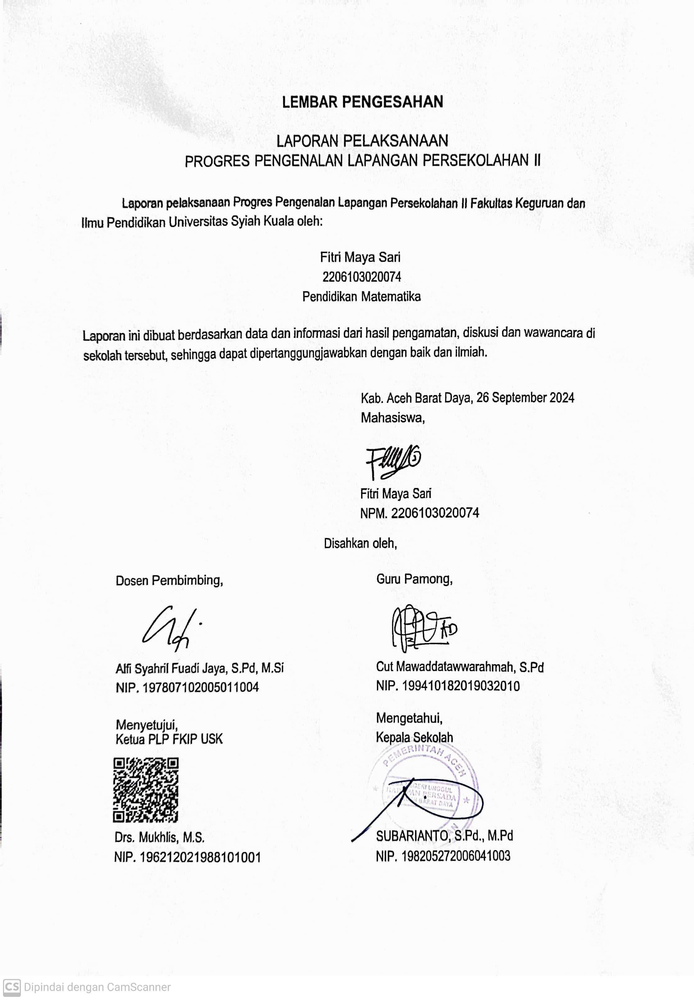 LEMBAR PENGESAHAN
LAPORAN PELAKSANAAN
PROGRES PENGENALAN LAPANGAN PERSEKOLAHAN II
Laporan pelaksanaan Progres Pengenalan Lapangan Persekolahan II Fakultas Keguruan dan
Ilmu Pendidikan Universitas Syiah Kuala oleh:
Fitri Maya Sari
2206103020074
Pendidikan Matematika
Laporan ini dibuat berdasarkan data dan informasi dari hasil pengamatan, diskusi dan wawancara di
sekolah tersebut, sehingga dapat dipertanggungjawabkan dengan baik dan ilmiah.
Kab. Aceh Barat Daya, 26 September 2024
Mahasiswa,
Fitri Maya Sari
NPM. 2206103020074
Disahkan oleh,
Dosen Pembimbing,
Alfi Syahril Fuadi Jaya, S.Pd, M.Si
NIP. 197807102005011004
Guru Pamong,
Cut Mawaddatawwarahmah, S.Pd
NIP. 199410182019032010
Menyetujui,
Ketua PLP FKIP USK
Drs. Mukhlis, M.S.
NIP. 196212021988101001
Mengetahui,
Kepala Sekolah
PEMERINTAH ACEH
UNGGUL
PERSADA
BARAT DAYA
SUBARIANTO, S.Pd., M.Pd
NIP. 198205272006041003
CS Dipindai dengan CamScanner